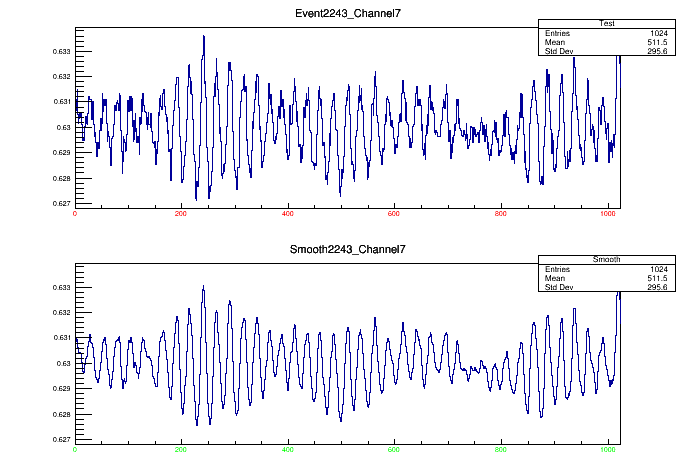 Event2243_Channel7
Test
Entries 1024
Mean 511.5
Std Dev 295.6
0.633
0.632
0.631
0.63
0.629
0.628
0.627
0 200 400 600 800 1000
Smooth2243_Channel7
Smooth
Entries 1024
Mean 511.5
Std Dev 295.6
0.633
0.632
0.631
0.63
0.629
0.628
0.627
0 200 400 600 800 1000